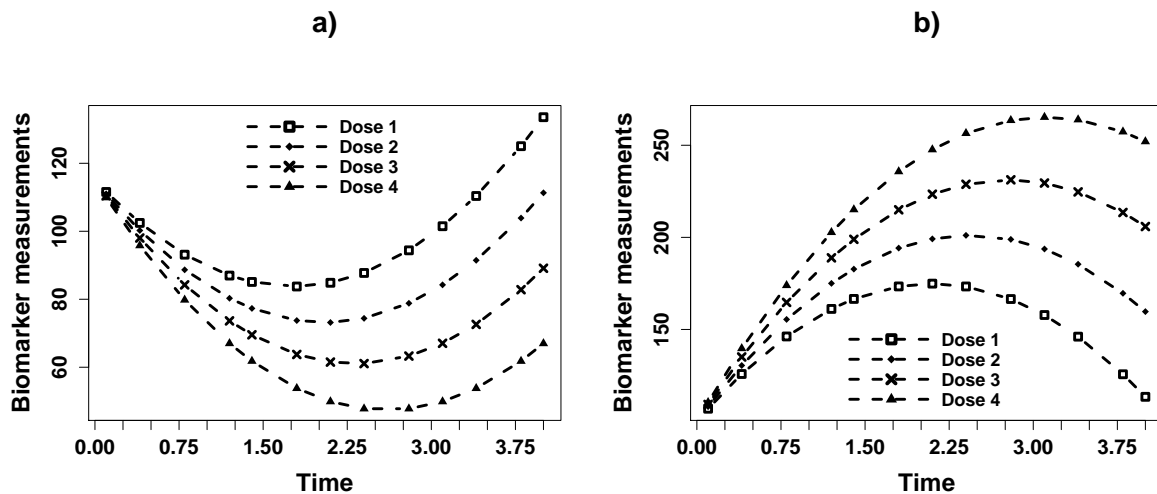 a)
Biomarker measurements
120
100
80
60
Dose 1
Dose 2
Dose 3
Dose 4
0.00 0.75 1.50 2.25 3.00 3.75
Time
b)
Biomarker measurements
250
200
150
Dose 1
Dose 2
Dose 3
Dose 4
0.00 0.75 1.50 2.25 3.00 3.75
Time